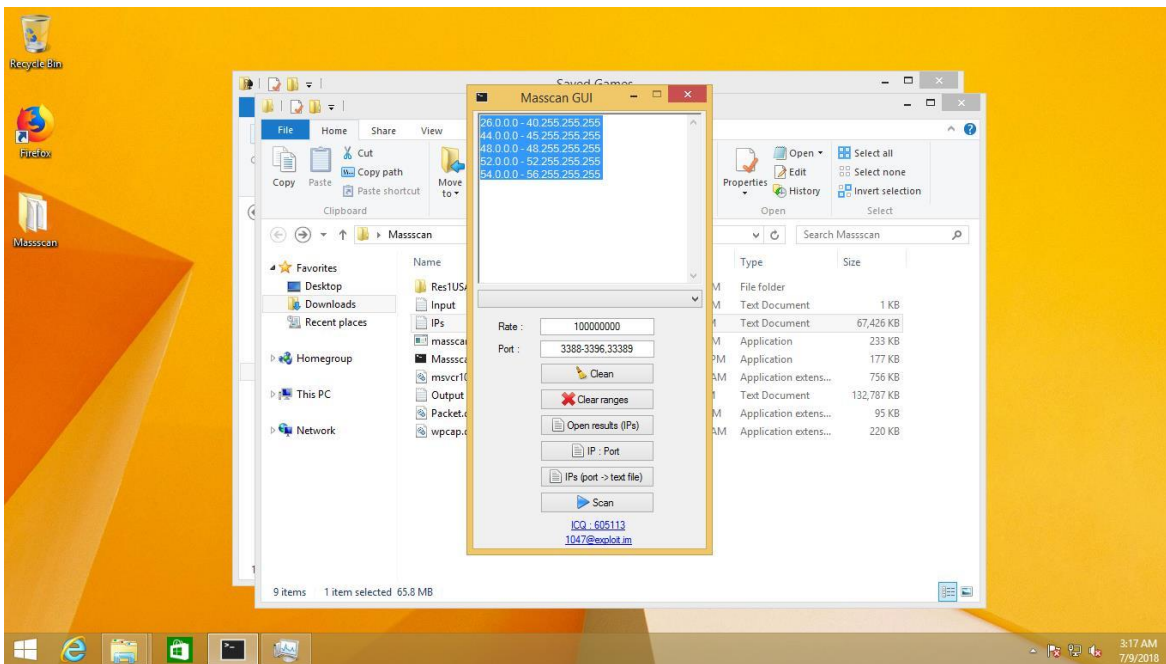 Recycle Bin
Firefox
Massscan
Saved Games
File Home Share View
Copy
Paste
Cut
Copy path
Paste shortcut
Move to
Clipboard
Properties
Open
Edit
History
Open
Select all
Select none
Invert selection
Select
Massscan
Search Massscan
Favorites
Desktop
Downloads
Recent places
Homegroup
This PC
Network
Name Type Size
Res1USA File folder
Input Text Document 1 KB
IPs Text Document 67,426 KB
masscan Application 233 KB
Masssca Application 177 KB
msvcr10 AM Application extens... 756 KB
Output Text Document 132,787 KB
Packet.d Application extens... 95 KB
wpcap.d AM Application extens... 220 KB
9 items 1 item selected 65.8 MB
Masscan GUI
26.0.0.0 - 40.255.255.255
44.0.0.0 - 45.255.255.255
48.0.0.0 - 48.255.255.255
52.0.0.0 - 52.255.255.255
54.0.0.0 - 56.255.255.255
Rate : 100000000
Port : 3388-3396,33389
Clean
Clear ranges
Open results (IPs)
IP : Port
IPs (port -> text file)
Scan
ICQ : 605113
1047@exploit.im
3:17 AM
7/9/2018